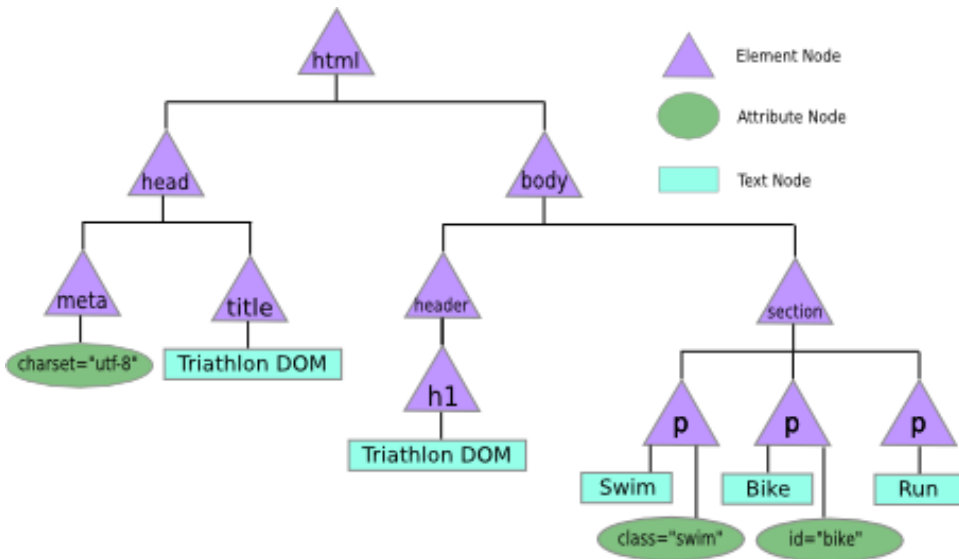 html
Element Node
Attribute Node
head
body
Text Node
meta
title
header
section
charset="utf-8"
Triathlon DOM
h1
p
p
p
Triathlon DOM
Swim
Bike
Run
class="swim"
id="bike"